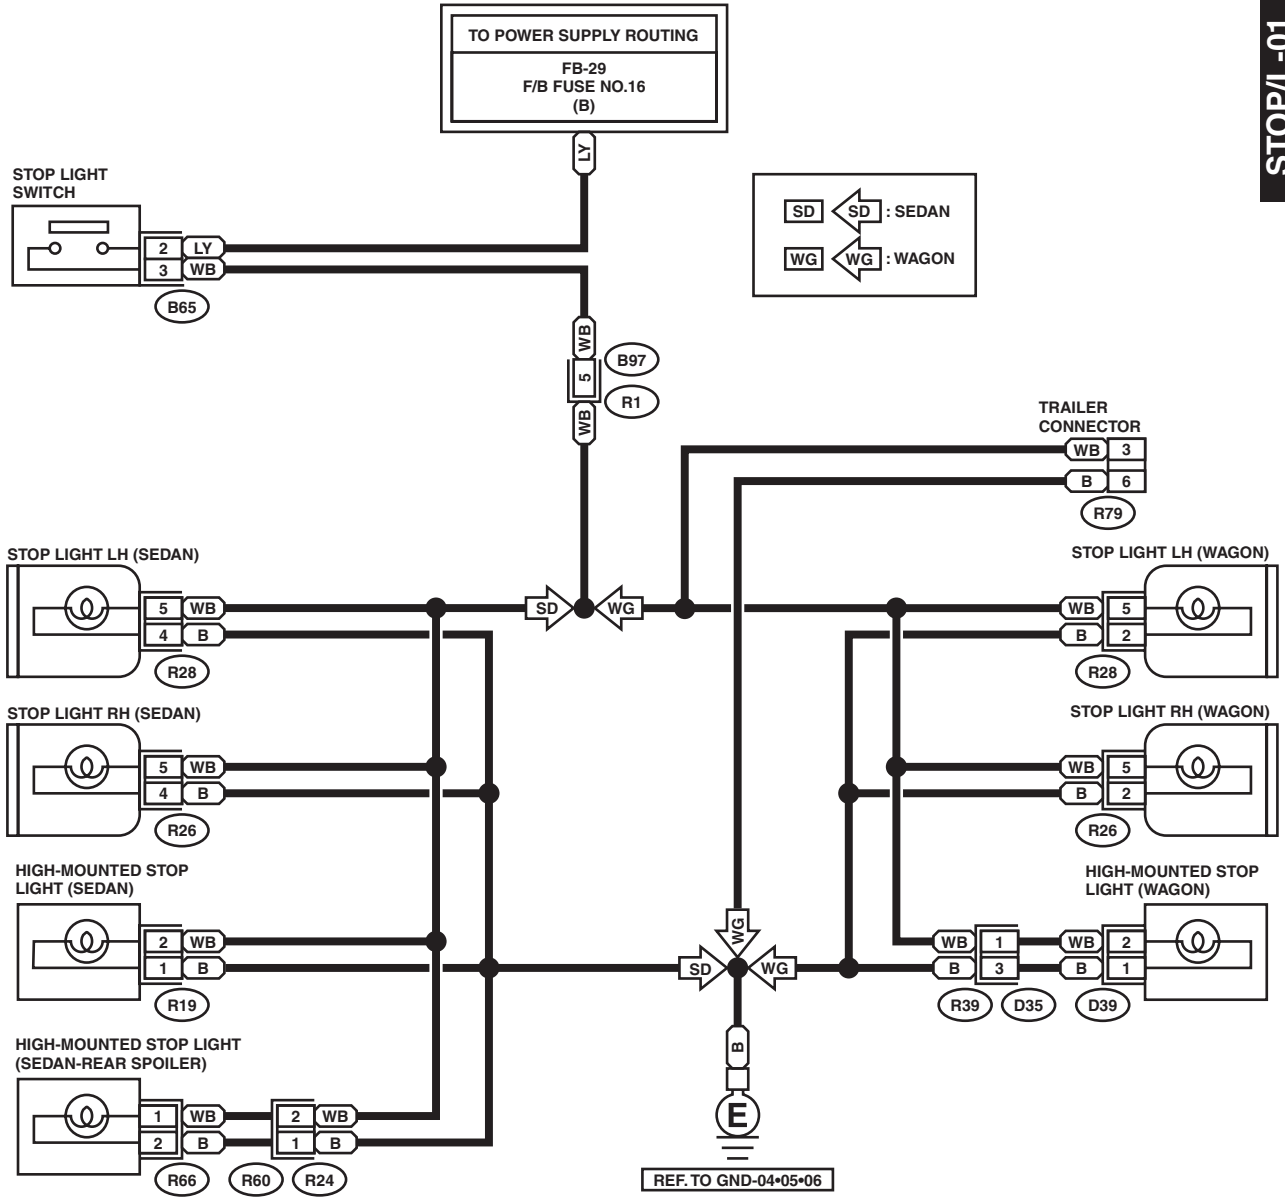 STOP/L-01
TO POWER SUPPLY ROUTING
FB-29
F/B FUSE NO.16
(B)
LY
STOP LIGHT
SWITCH
2 LY
3 WB
B65
SD SD : SEDAN
WG WG : WAGON
WB
5
B97
R1
WB
TRAILER
CONNECTOR
WB 3
B 6
R79
STOP LIGHT LH (SEDAN)
5 WB
4 B
R28
SD
WG
STOP LIGHT LH (WAGON)
WB 5
B 2
R28
STOP LIGHT RH (SEDAN)
5 WB
4 B
R26
STOP LIGHT RH (WAGON)
WB 5
B 2
R26
HIGH-MOUNTED STOP
LIGHT (SEDAN)
2 WB
1 B
R19
WG
SD
WG
HIGH-MOUNTED STOP
LIGHT (WAGON)
WB 1 WB 2
B 3 B 1
R39 D35 D39
HIGH-MOUNTED STOP LIGHT
(SEDAN-REAR SPOILER)
1 WB 2 WB
2 B 1 B
R66 R60 R24
B
E
REF. TO GND-04•05•06